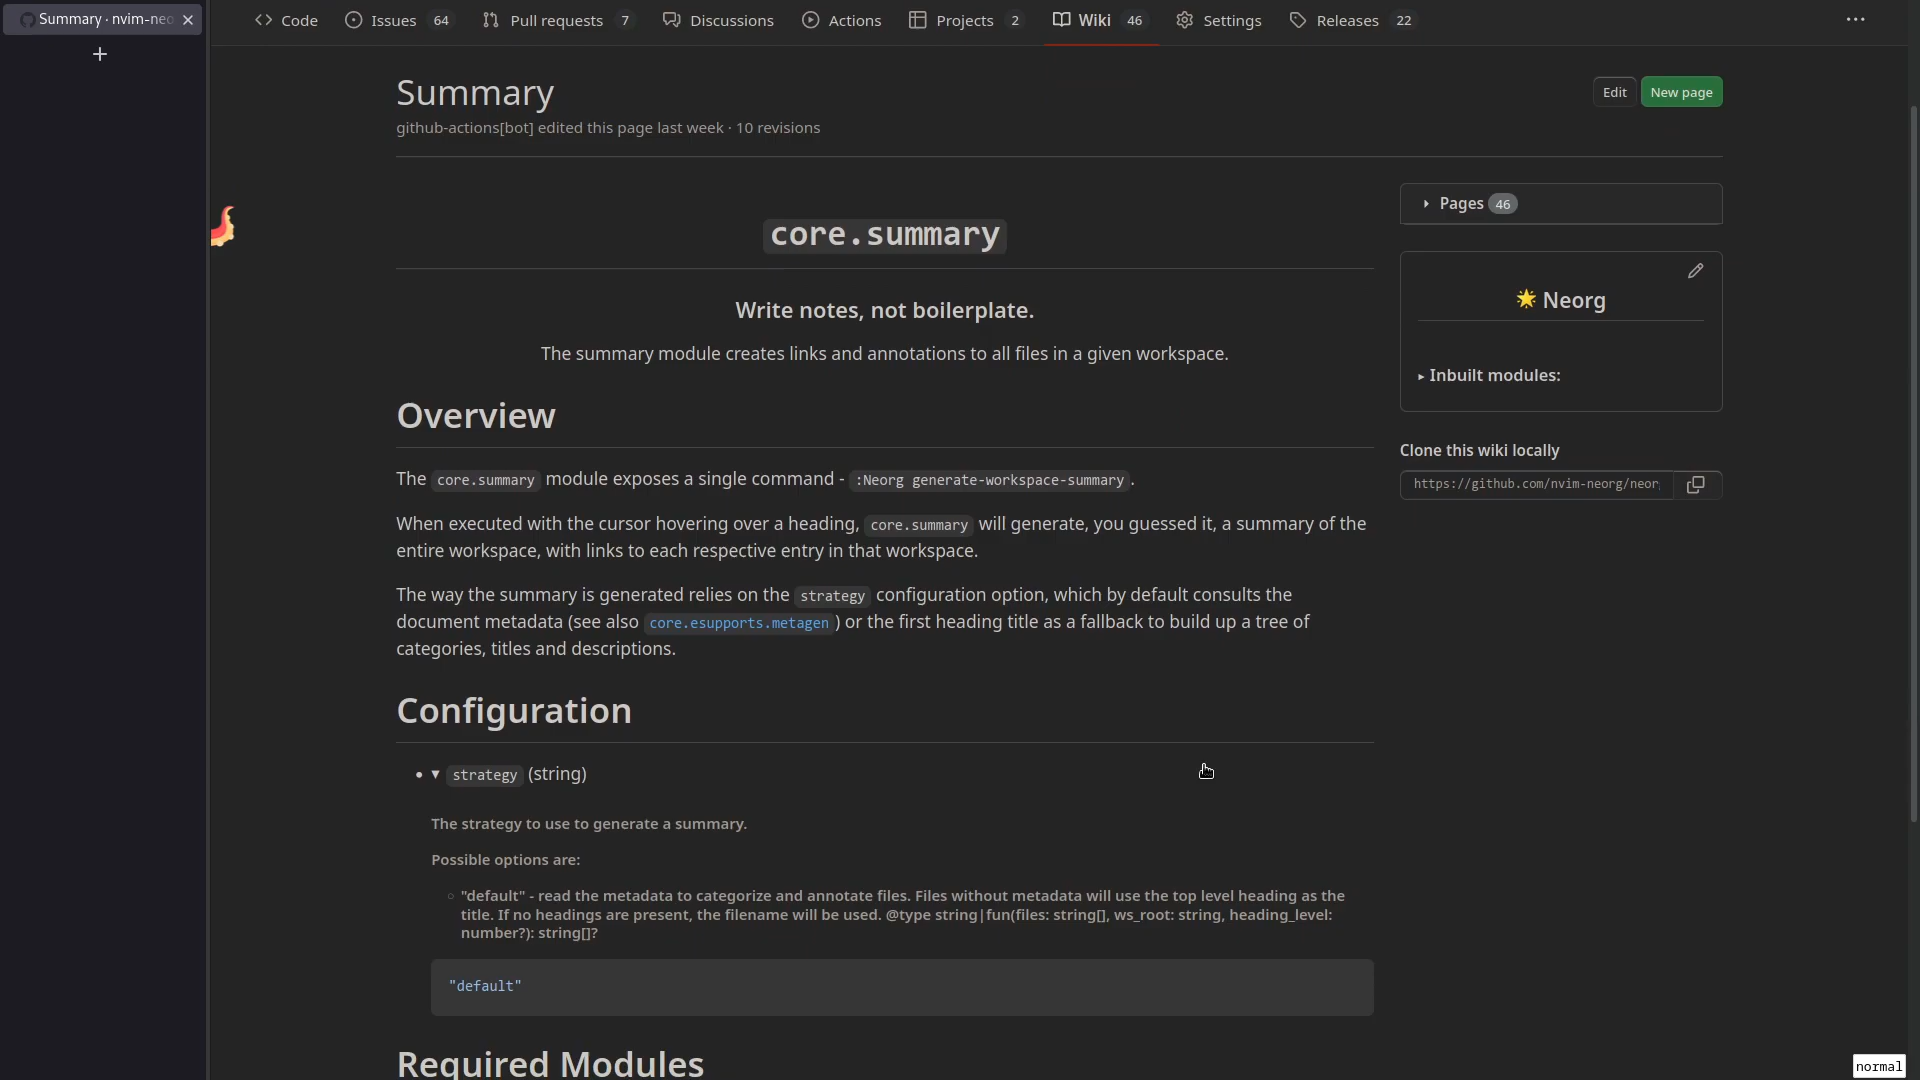 Summary · nvim-neo
Code
Issues 64
Pull requests 7
Discussions
Actions
Projects 2
Wiki 46
Settings
Releases 22
Summary
Edit
New page
github-actions[bot] edited this page last week · 10 revisions
core.summary
Write notes, not boilerplate.
The summary module creates links and annotations to all files in a given workspace.
Overview
The core.summary module exposes a single command - :Neorg generate-workspace-summary.
When executed with the cursor hovering over a heading, core.summary will generate, you guessed it, a summary of the
entire workspace, with links to each respective entry in that workspace.
The way the summary is generated relies on the strategy configuration option, which by default consults the
document metadata (see also core.esupports.metagen) or the first heading title as a fallback to build up a tree of
categories, titles and descriptions.
Configuration
strategy (string)
The strategy to use to generate a summary.
Possible options are:
"default" - read the metadata to categorize and annotate files. Files without metadata will use the top level heading as the
title. If no headings are present, the filename will be used. @type string|fun(files: string[], ws_root: string, heading_level:
number?): string[]?
"default"
Required Modules
Pages 46
🌟 Neorg
Inbuilt modules:
Clone this wiki locally
https://github.com/nvim-neorg/neor
normal